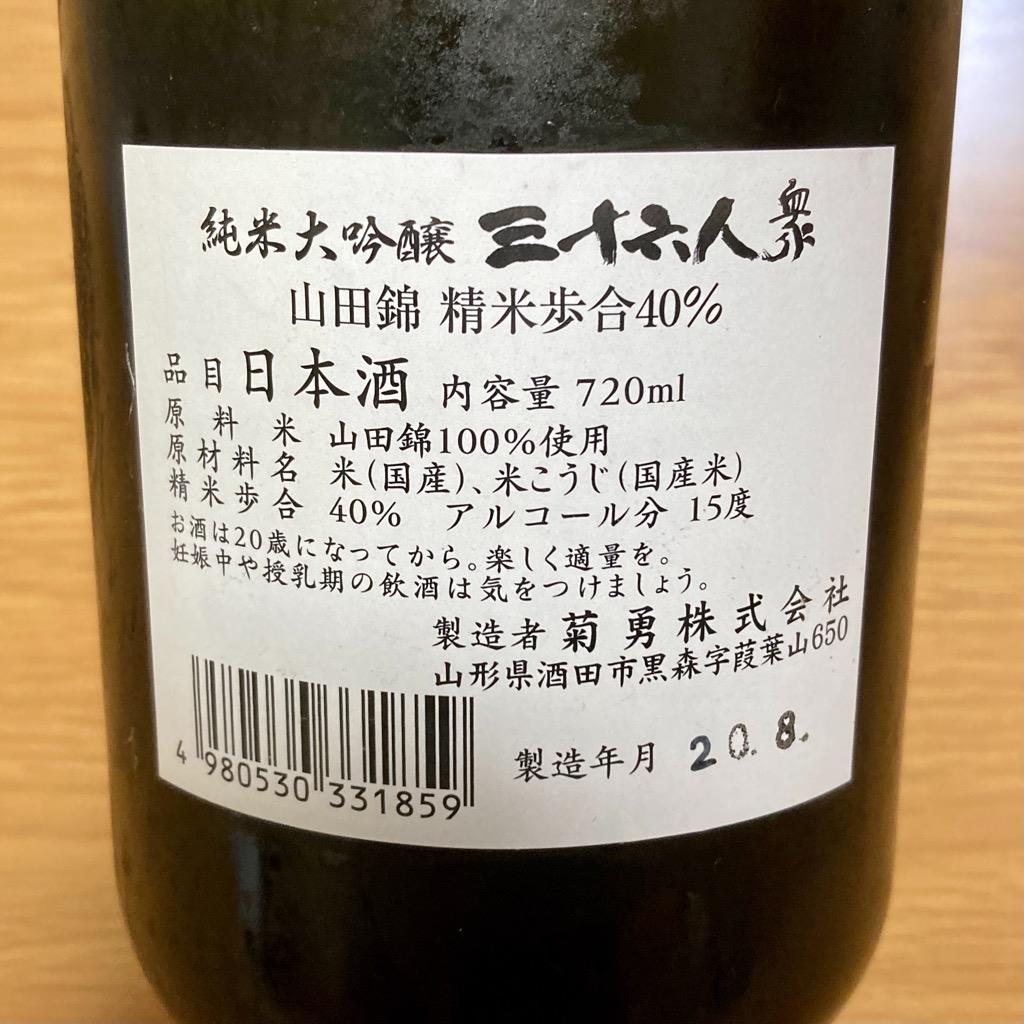 純米大吟醸 三十六人衆
山田錦 精米歩合40%
品目 日本酒 内容量 720ml
原料米 山田錦100%使用
原材料名 米(国産)、米こうじ(国産米)
精米歩合 40% アルコール分 15度
お酒は20歳になってから。楽しく適量を。
妊娠中や授乳期の飲酒は気をつけましょう。
製造者 菊勇株式会社
山形県酒田市黒森字葭葉山650
製造年月 20.8.
4 980530 331859